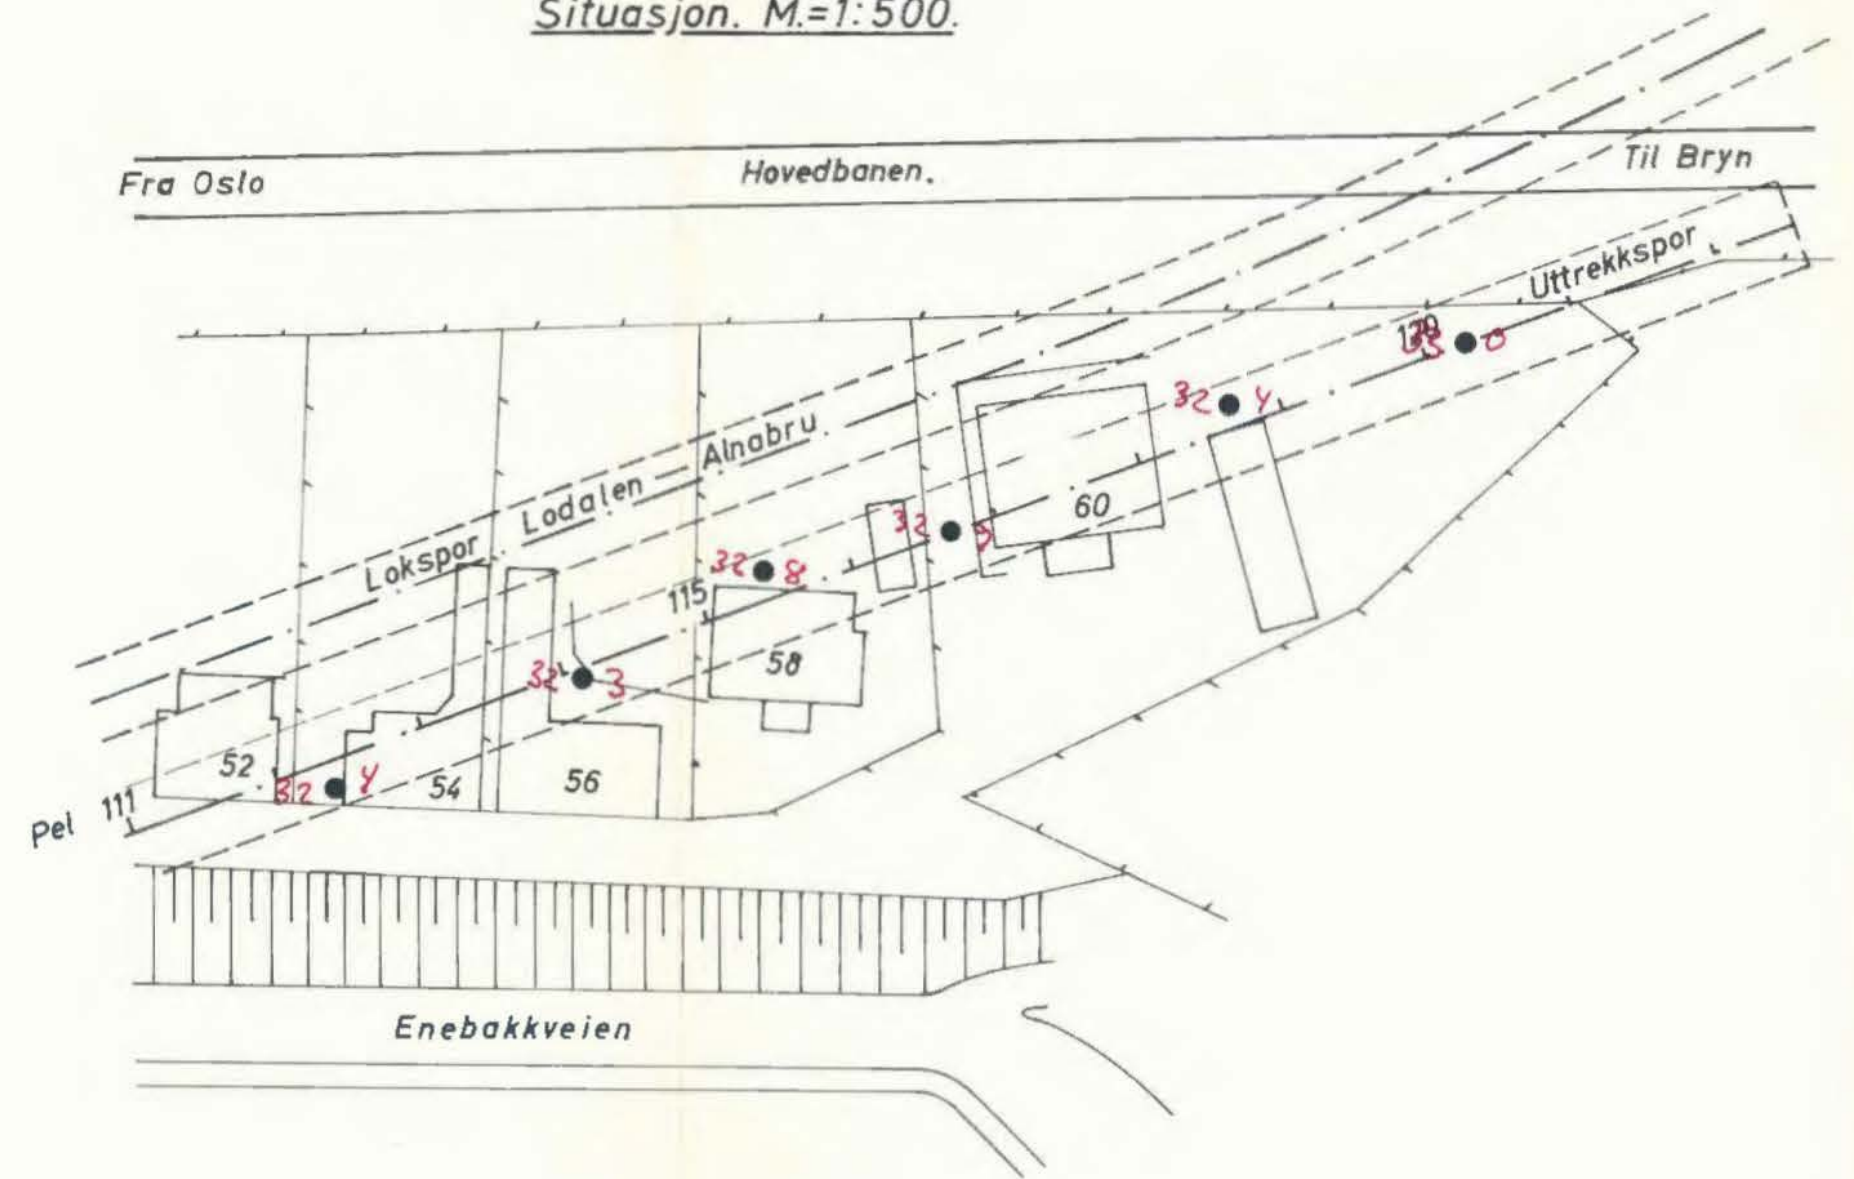 Situasjon. M.=1:500.
Fra Oslo
Hovedbanen.
Til Bryn
Uttrekkspor
32 4
0
Lokspor Lodalen Alnabru.
32
60
32 8
115
58
32 3
52
32 4
54
56
Pel 111
Enebakkveien